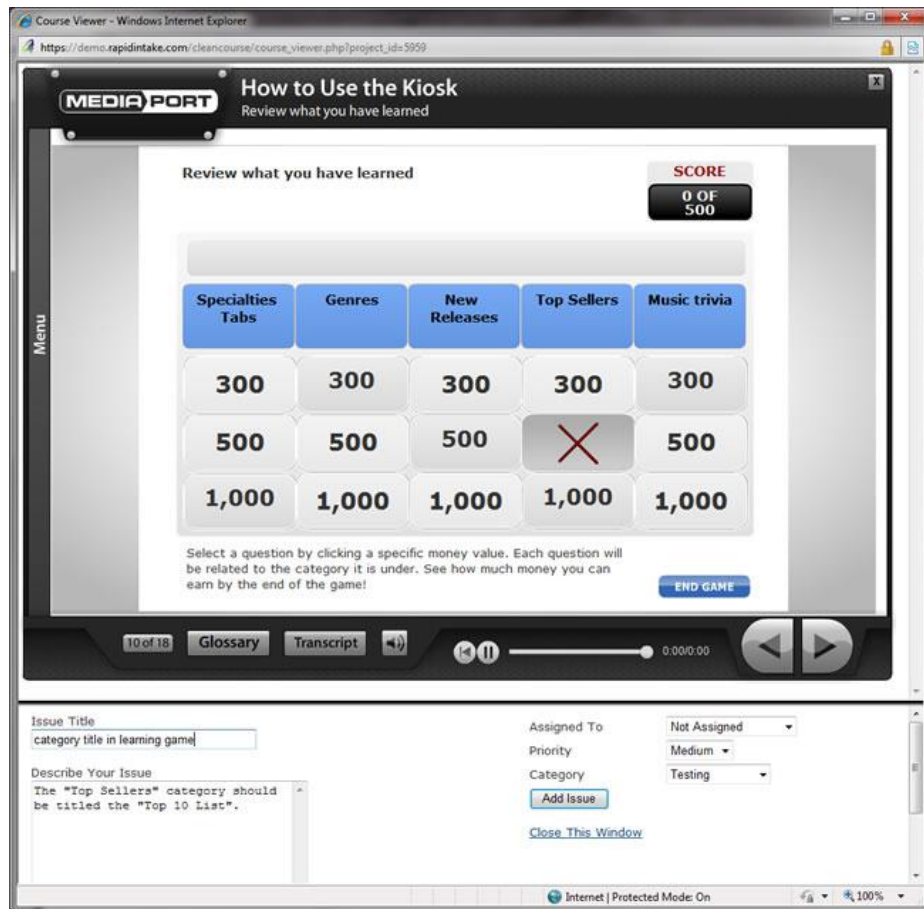 Course Viewer - Windows Internet Explorer
https://demo.rapidintake.com/cleancourse/course_viewer.php?project_id=5959
MEDIA PORT
How to Use the Kiosk
Review what you have learned
X
Menu
Review what you have learned
SCORE
0 OF
500
Specialties
Tabs
Genres
New
Releases
Top Sellers
Music trivia
300 300 300 300 300
500 500 500 X 500
1,000 1,000 1,000 1,000 1,000
Select a question by clicking a specific money value. Each question will
be related to the category it is under. See how much money you can
earn by the end of the game!
END GAME
10 of 18 Glossary Transcript 0:00/0:00
Issue Title
category title in learning game
Describe Your Issue
The "Top Sellers" category should
be titled the "Top 10 List".
Assigned To Not Assigned
Priority Medium
Category Testing
Add Issue
Close This Window
Internet | Protected Mode: On 100%